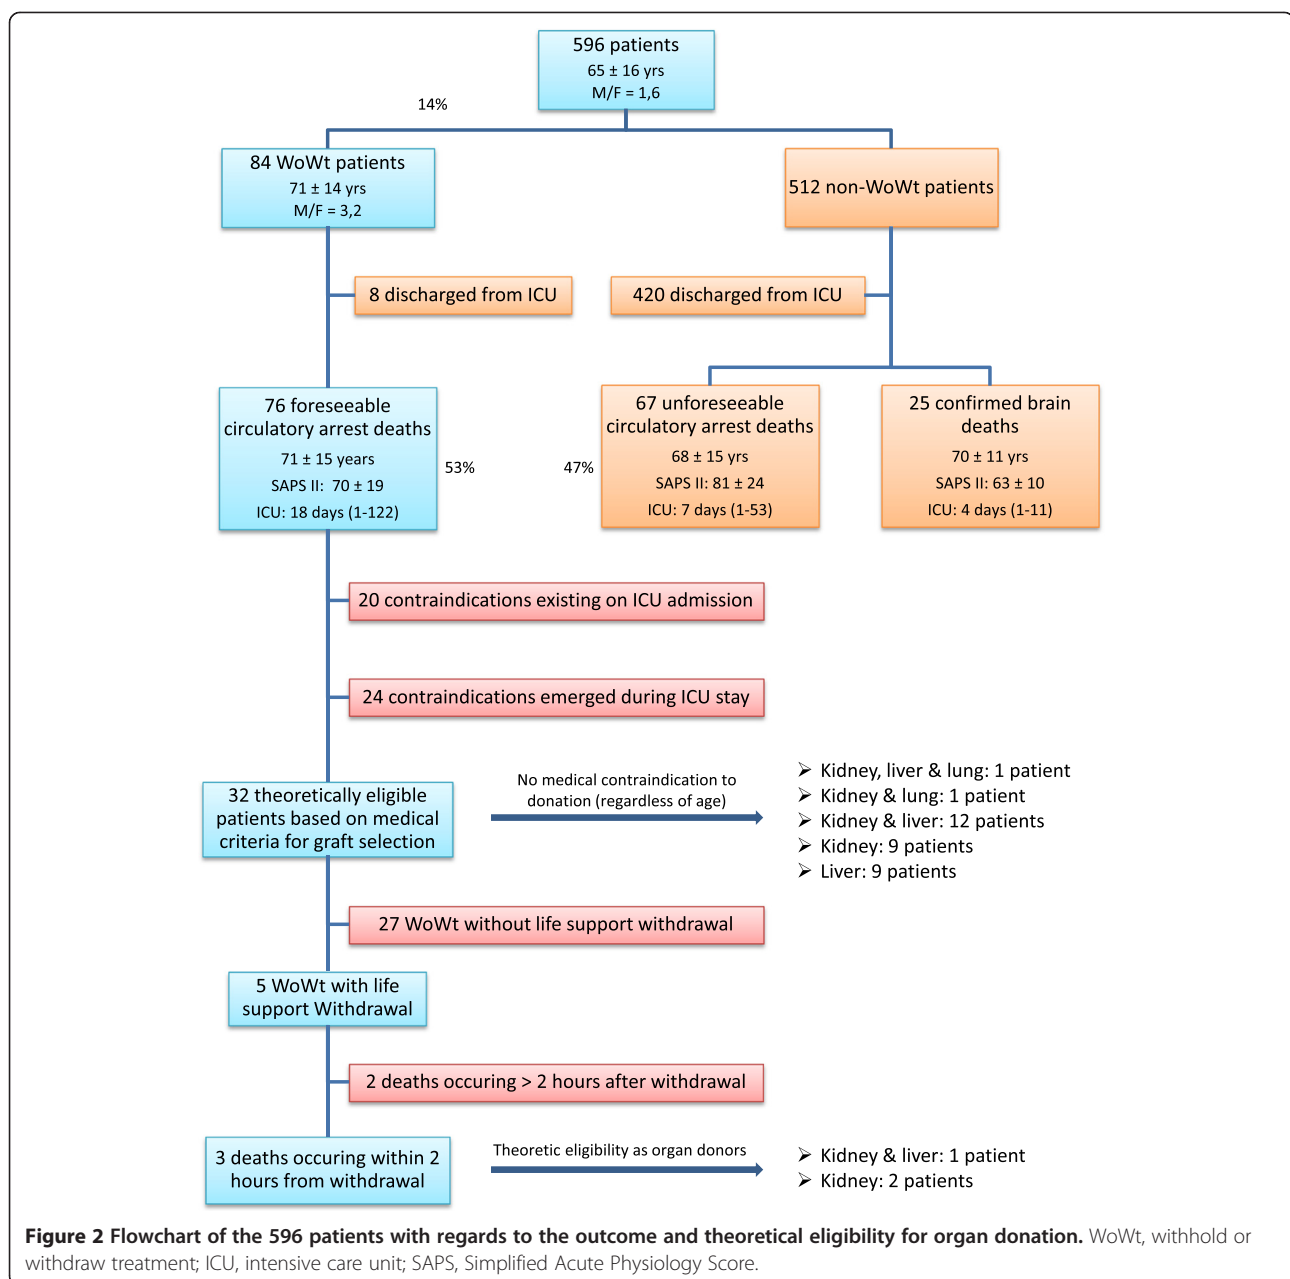 596 patients
65 ± 16 yrs
M/F = 1,6
14%
84 WoWt patients
71 ± 14 yrs
M/F = 3,2
512 non-WoWt patients
8 discharged from ICU
420 discharged from ICU
76 foreseeable
circulatory arrest deaths
71 ± 15 years
SAPS II:  70 ± 19
ICU: 18 days (1-122)
53%
47%
67 unforeseeable
circulatory arrest deaths
68 ± 15 yrs
SAPS II: 81 ± 24
ICU: 7 days (1-53)
25 confirmed brain
deaths
70 ± 11 yrs
SAPS II: 63 ± 10
ICU: 4 days (1-11)
20 contraindications existing on ICU admission
24 contraindications emerged during ICU stay
32 theoretically eligible
patients based on medical
criteria for graft selection
No medical contraindication to
donation (regardless of age)
➢ Kidney, liver & lung: 1 patient
➢ Kidney & lung: 1 patient
➢ Kidney & liver: 12 patients
➢ Kidney: 9 patients
➢ Liver: 9 patients
27 WoWt without life support withdrawal
5 WoWt with life
support Withdrawal
2 deaths occuring > 2 hours after withdrawal
3 deaths occuring within 2
hours from withdrawal
Theoretic eligibility as organ donors
➢ Kidney & liver: 1 patient
➢ Kidney: 2 patients
Figure 2 Flowchart of the 596 patients with regards to the outcome and theoretical eligibility for organ donation. WoWt, withhold or
withdraw treatment; ICU, intensive care unit; SAPS, Simplified Acute Physiology Score.